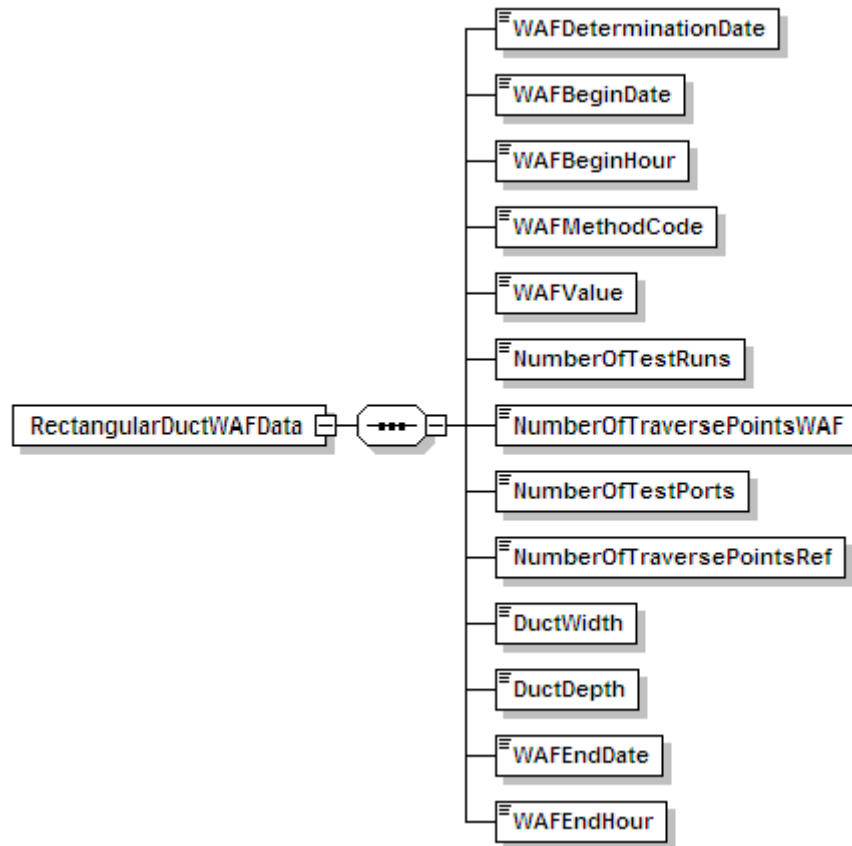 WAFDeterminationDate
WAFBeginDate
WAFBeginHour
WAFMethodCode
WAFValue
NumberOfTestRuns
RectangularDuctWAFData
NumberOfTraversePointsWAF
NumberOfTestPorts
NumberOfTraversePointsRef
DuctWidth
DuctDepth
WAFEndDate
WAFEndHour